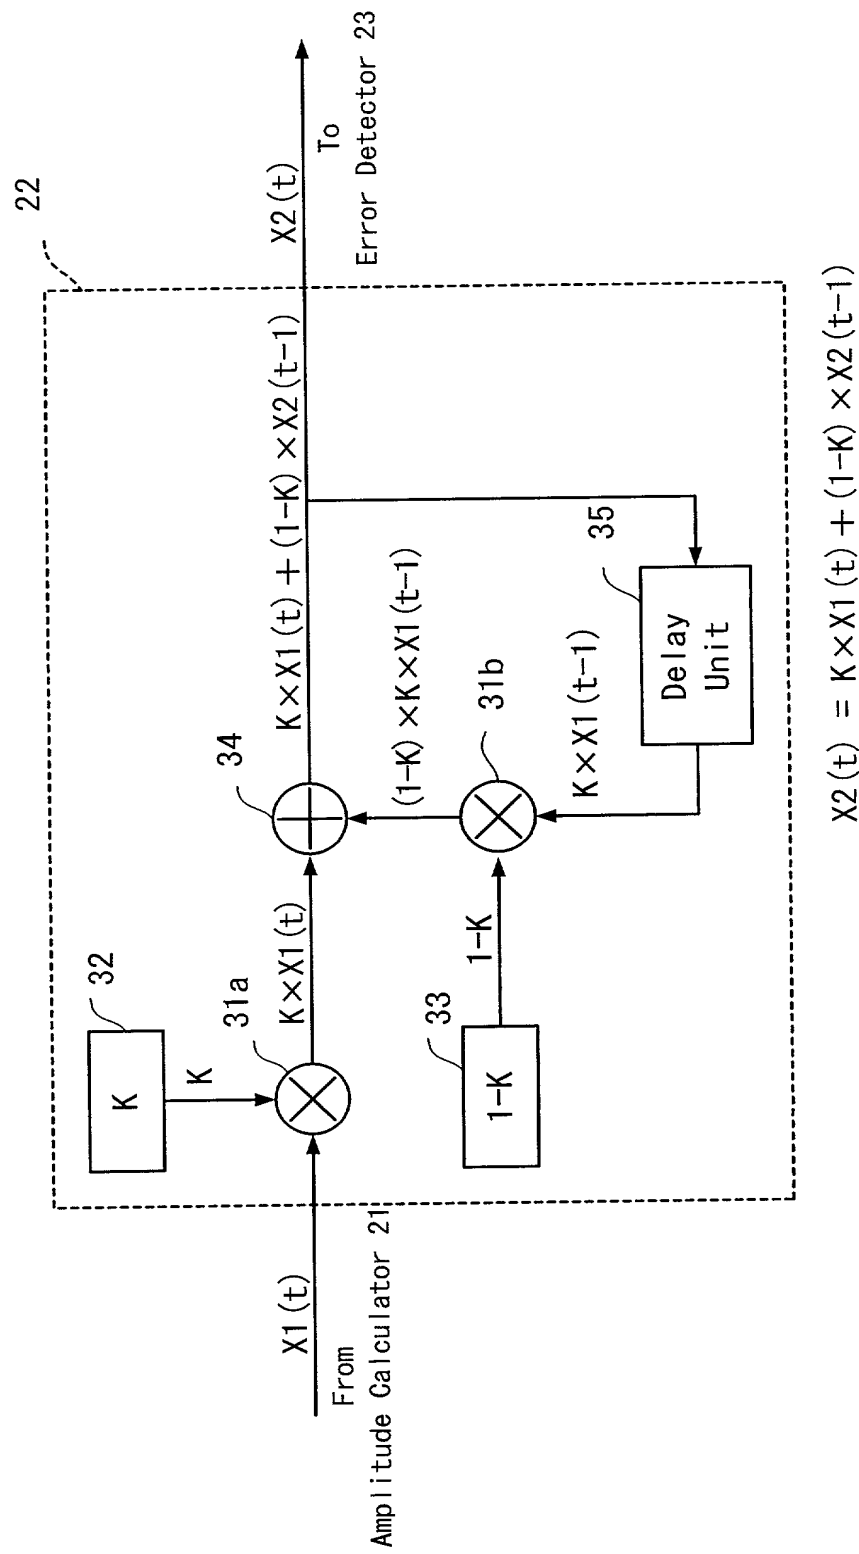 22
32
K
K
31a
X1(t)
From
Amplitude Calculator 21
K×X1(t)
34
K×X1(t)+(1-K)×X2(t-1)
X2(t)
To
Error Detector 23
33
1-K
1-K
31b
(1-K)×K×X1(t-1)
K×X1(t-1)
35
Delay
Unit
X2(t) = K×X1(t)+(1-K)×X2(t-1)